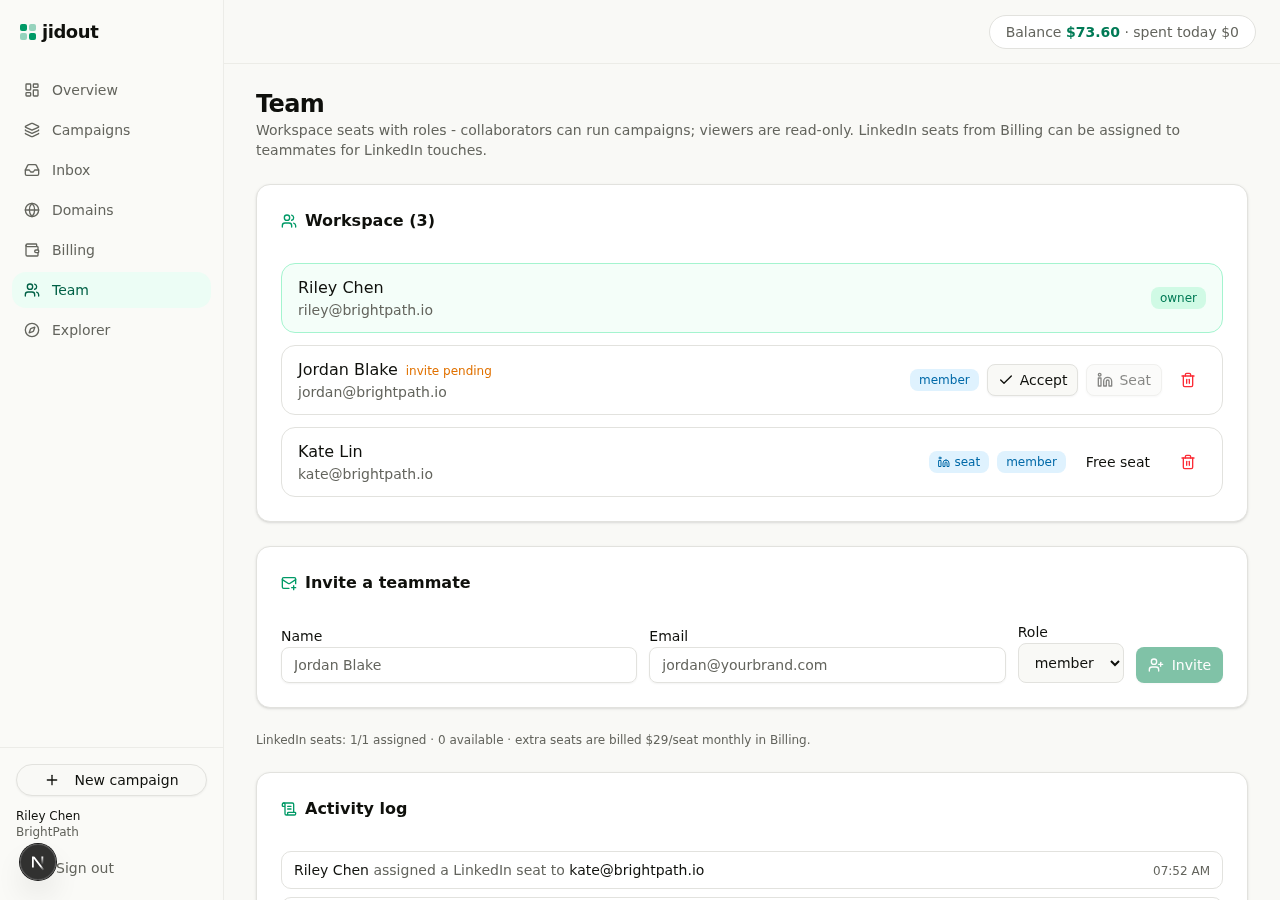 jidout
Balance $73.60 · spent today $0
Overview
Campaigns
Inbox
Domains
Billing
Team
Explorer
Team
Workspace seats with roles - collaborators can run campaigns; viewers are read-only. LinkedIn seats from Billing can be assigned to
teammates for LinkedIn touches.
Workspace (3)
Riley Chen
riley@brightpath.io
owner
Jordan Blake invite pending
jordan@brightpath.io
member Accept Seat
Kate Lin
kate@brightpath.io
seat member Free seat
Invite a teammate
Name
Jordan Blake
Email
jordan@yourbrand.com
Role
member
Invite
LinkedIn seats: 1/1 assigned · 0 available · extra seats are billed $29/seat monthly in Billing.
Activity log
Riley Chen assigned a LinkedIn seat to kate@brightpath.io 07:52 AM
New campaign
Riley Chen
BrightPath
N
Sign out